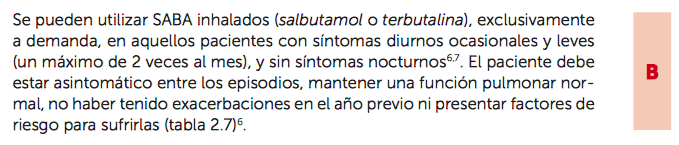 Se pueden utilizar SABA inhalados (salbutamol o terbutalina), exclusivamente
a demanda, en aquellos pacientes con síntomas diurnos ocasionales y leves
(un máximo de 2 veces al mes), y sin síntomas nocturnos6,7. El paciente debe
estar asintomático entre los episodios, mantener una función pulmonar nor-
mal, no haber tenido exacerbaciones en el año previo ni presentar factores de
riesgo para sufrirlas (tabla 2.7)6.
B